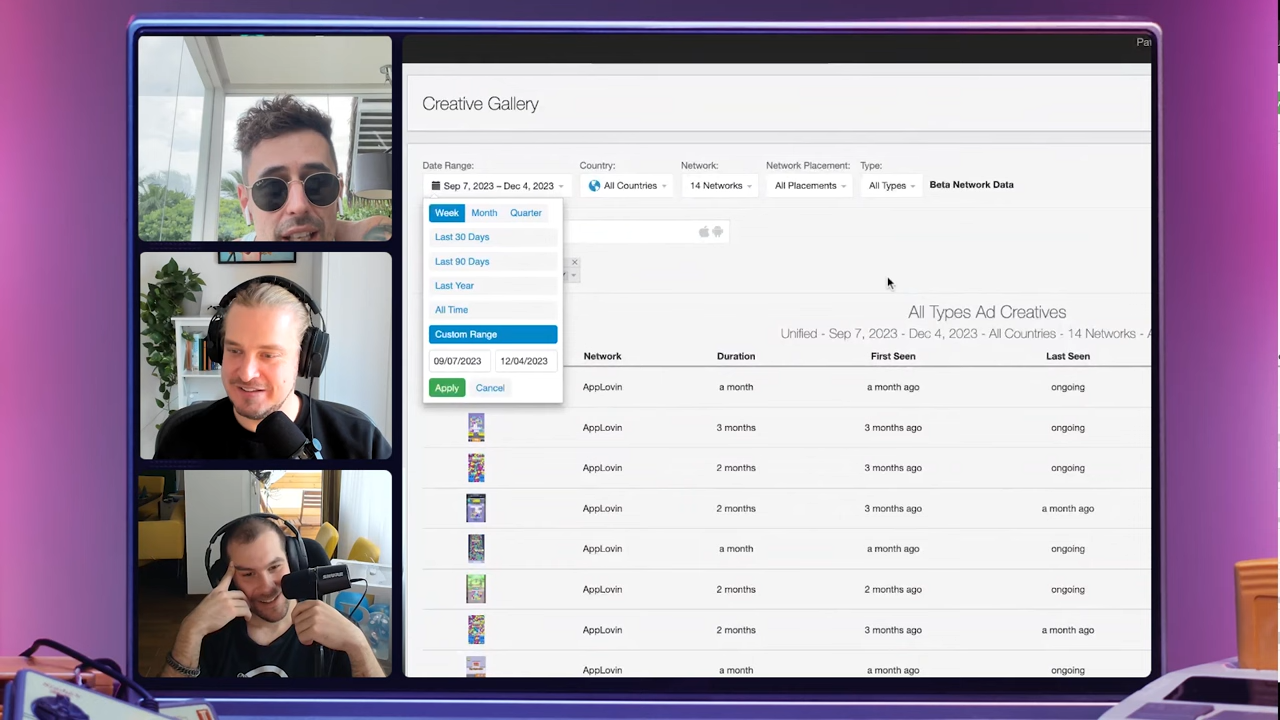 Creative Gallery
Date Range: Country: Network: Network Placement: Type:
Sep 7, 2023 – Dec 4, 2023 All Countries 14 Networks All Placements All Types Beta Network Data
Week Month Quarter
Last 30 Days
Last 90 Days
Last Year
All Time
Custom Range
09/07/2023 12/04/2023
Apply Cancel
All Types Ad Creatives
Unified - Sep 7, 2023 - Dec 4, 2023 - All Countries - 14 Networks -
Network Duration First Seen Last Seen
AppLovin a month a month ago ongoing
AppLovin 3 months 3 months ago ongoing
AppLovin 2 months 3 months ago ongoing
AppLovin 2 months 3 months ago a month ago
AppLovin a month a month ago ongoing
AppLovin 2 months 2 months ago ongoing
AppLovin 2 months 3 months ago a month ago
AppLovin a month a month ago ongoing